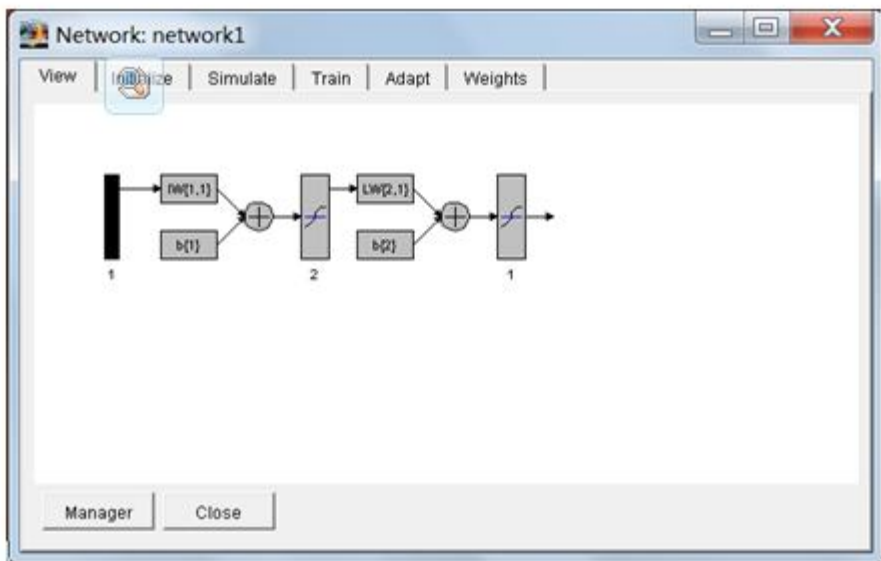 Network: network1
View Initialize Simulate Train Adapt Weights
IW{1,1} LW{2,1}
b{1} b{2}
1 2 1
Manager Close